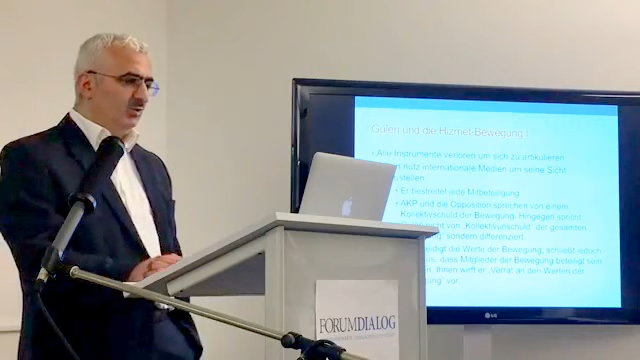 Gülen und die Hizmet-Bewegung I
Alle Instrumente verloren um sich zu artikulieren
nutz internationale Medien um seine Sicht
Er bestreitet jede Mitbeteiligung
AKP und die Opposition sprechen von einem
Kollektivschuld der Bewegung. Hingegen spricht
nicht von 'Kollektivschuld' der gesamten
sondern differenziert.
die Werte der Bewegung, schließt jedoch
dass Mitglieder der Bewegung beteiligt sein
Ihnen wirft er 'Verrat an den Werten der
vor.
FORUMDIALOG
LG